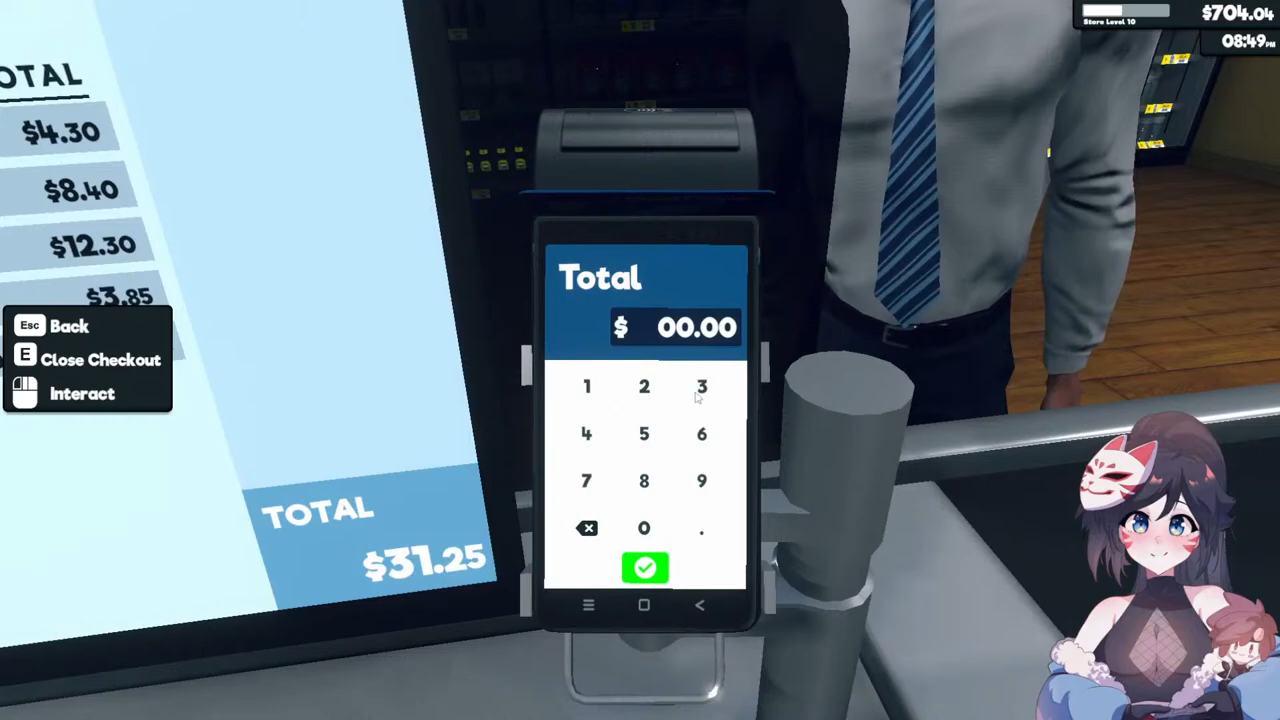 $704.04
Store Level 10
08:49PM
OTAL
$4.30
$8.40
$12.30
$3.85
Esc Back
E Close Checkout
Interact
Total
$ 00.00
1 2 3
4 5 6
7 8 9
0 .
TOTAL
$31.25